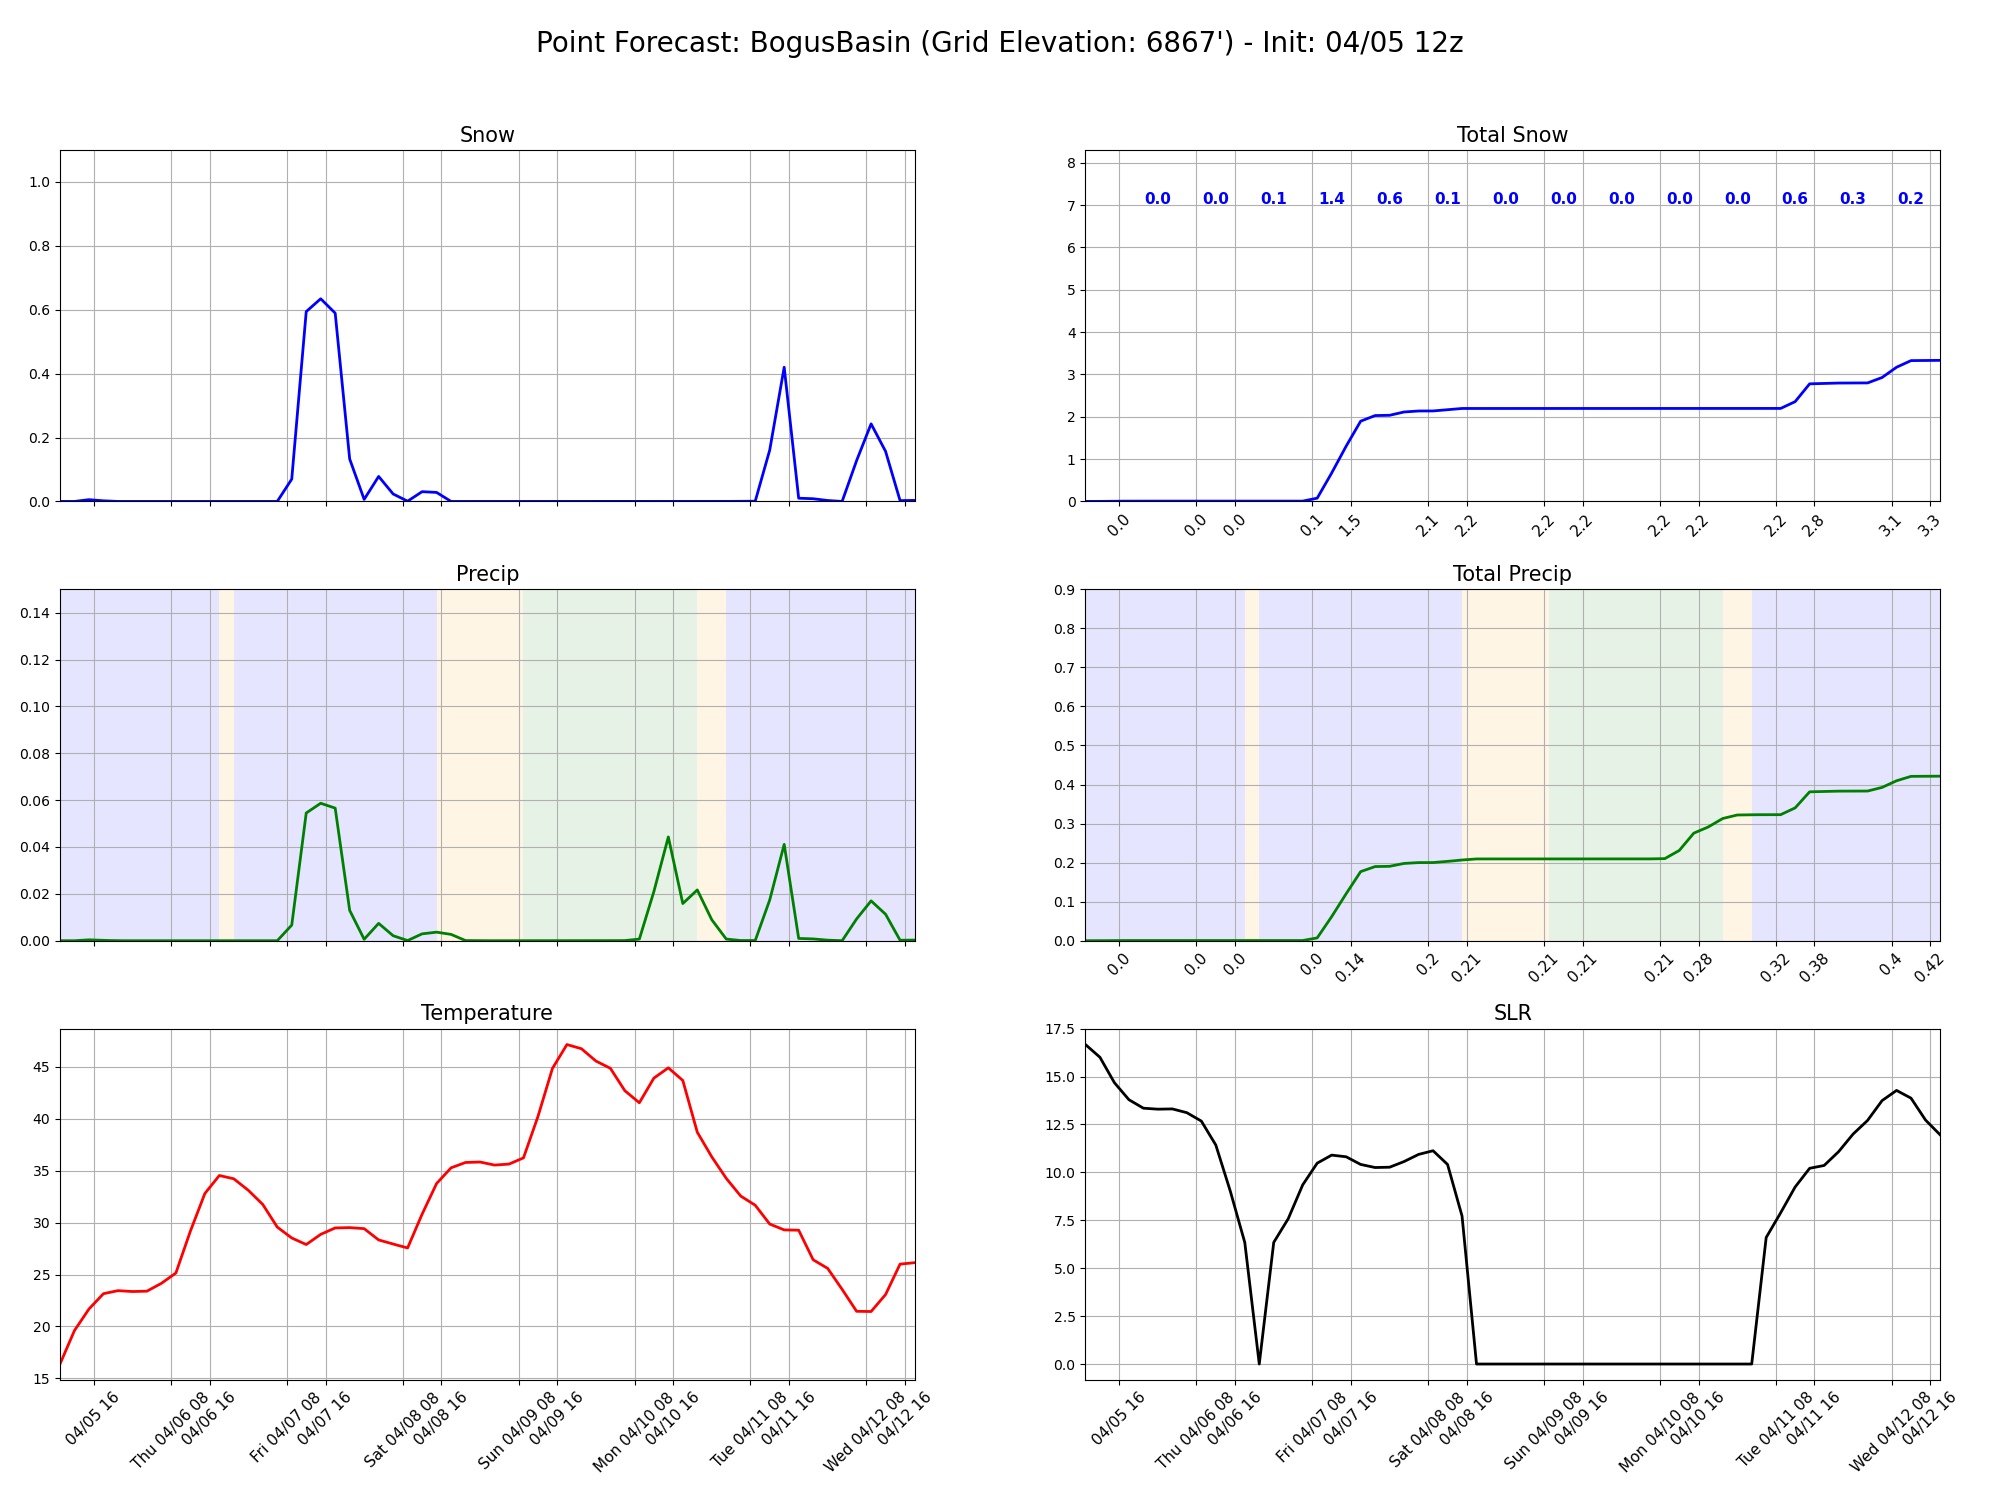 Point Forecast: BogusBasin (Grid Elevation: 6867') - Init: 04/05 12z
Snow
1.0
0.8
0.6
0.4
0.2
0.0
Total Snow
8
7
6
5
4
3
2
1
0
0.0 0.0 0.1 1.4 0.6 0.1 0.0 0.0 0.0 0.0 0.0 0.6 0.3 0.2
0.0 0.0 0.0 0.1 1.5 2.1 2.2 2.2 2.2 2.2 2.2 2.2 2.8 3.1 3.3
Precip
0.14
0.12
0.10
0.08
0.06
0.04
0.02
0.00
Total Precip
0.9
0.8
0.7
0.6
0.5
0.4
0.3
0.2
0.1
0.0
0.0 0.0 0.0 0.0 0.14 0.2 0.21 0.21 0.21 0.21 0.28 0.32 0.38 0.4 0.42
Temperature
45
40
35
30
25
20
15
04/05 16
Thu 04/06 08
04/06 16
Fri 04/07 08
04/07 16
Sat 04/08 08
04/08 16
Sun 04/09 08
04/09 16
Mon 04/10 08
04/10 16
Tue 04/11 08
04/11 16
Wed 04/12 08
04/12 16
SLR
17.5
15.0
12.5
10.0
7.5
5.0
2.5
0.0
04/05 16
Thu 04/06 08
04/06 16
Fri 04/07 08
04/07 16
Sat 04/08 08
04/08 16
Sun 04/09 08
04/09 16
Mon 04/10 08
04/10 16
Tue 04/11 08
04/11 16
Wed 04/12 08
04/12 16